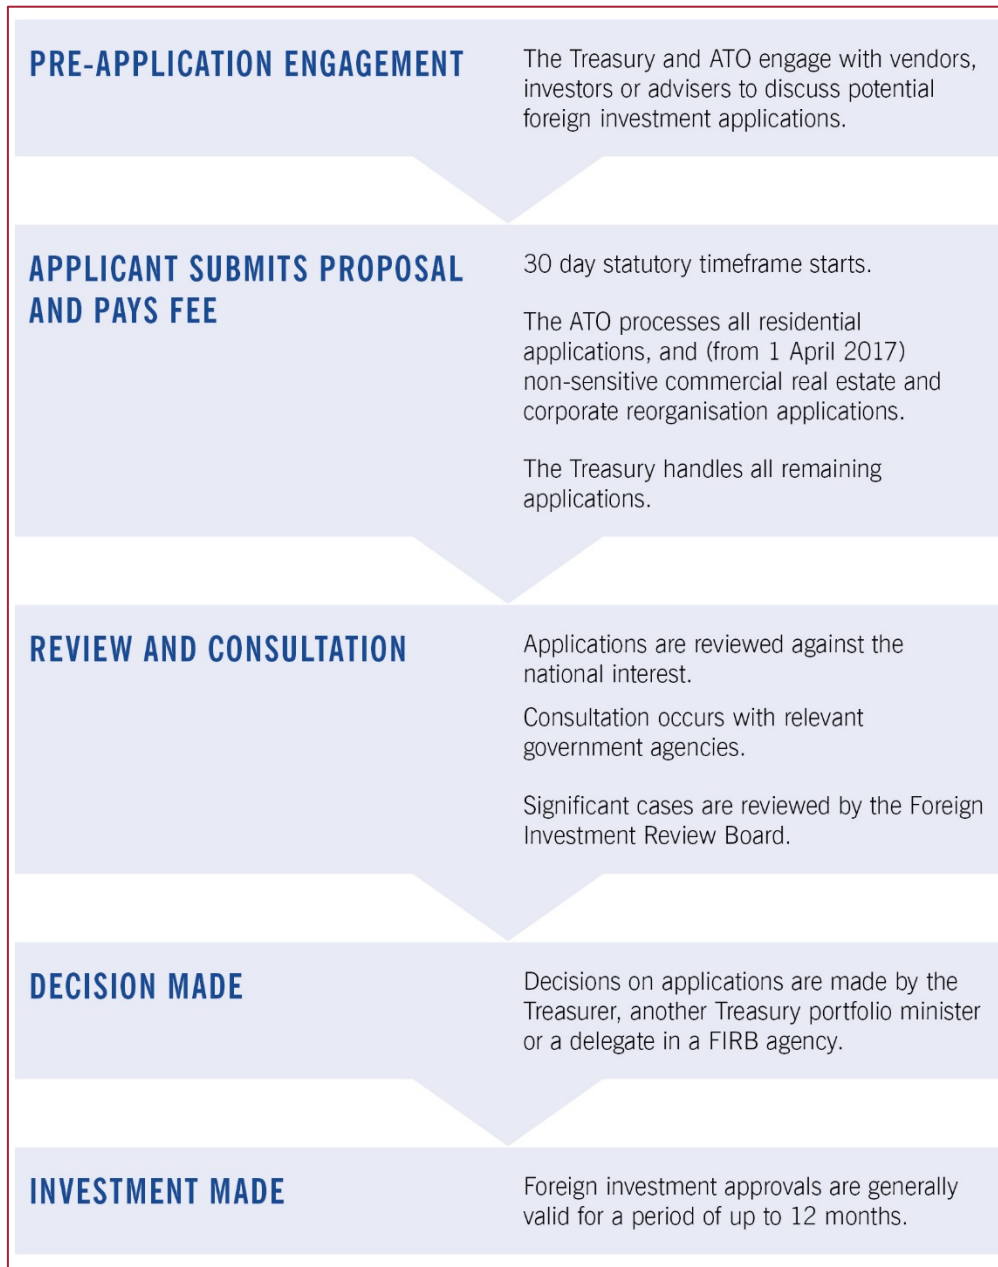 PRE-APPLICATION ENGAGEMENT
The Treasury and ATO engage with vendors,
investors or advisers to discuss potential
foreign investment applications.
APPLICANT SUBMITS PROPOSAL
AND PAYS FEE
30 day statutory timeframe starts.
The ATO processes all residential
applications, and (from 1 April 2017)
non-sensitive commercial real estate and
corporate reorganisation applications.
The Treasury handles all remaining
applications.
REVIEW AND CONSULTATION
Applications are reviewed against the
national interest.
Consultation occurs with relevant
government agencies.
Significant cases are reviewed by the Foreign
Investment Review Board.
DECISION MADE
Decisions on applications are made by the
Treasurer, another Treasury portfolio minister
or a delegate in a FIRB agency.
INVESTMENT MADE
Foreign investment approvals are generally
valid for a period of up to 12 months.